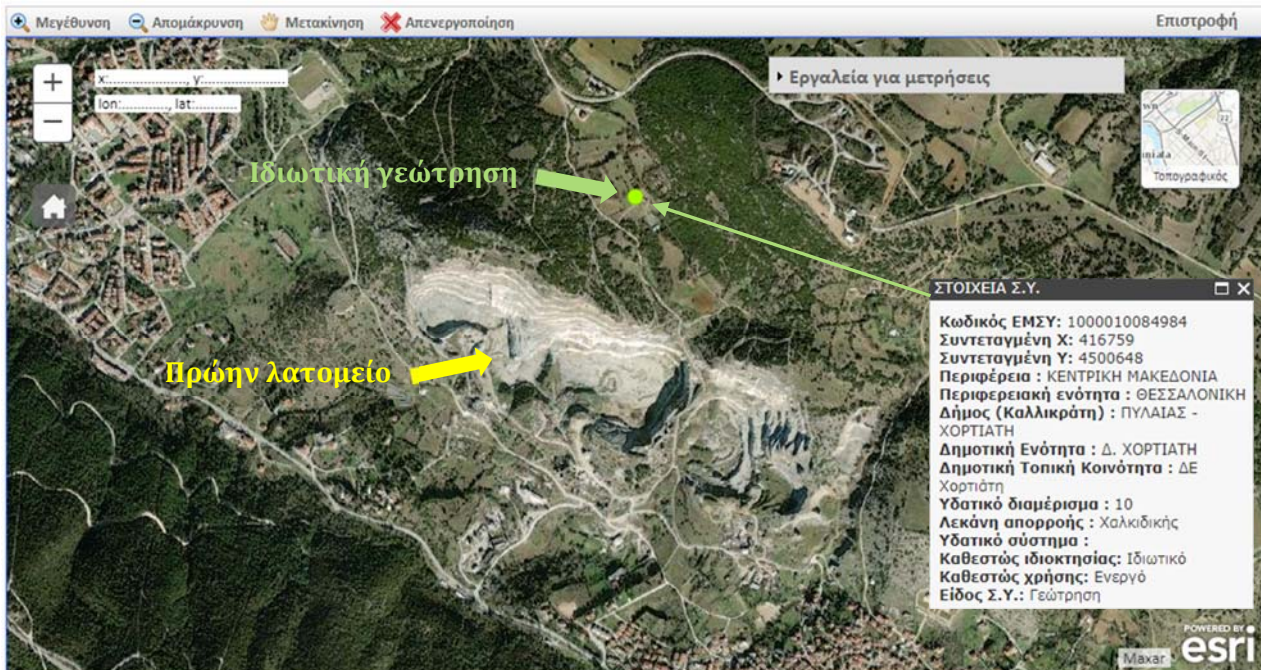 Μεγέθυνση Απομάκρυνση Μετακίνηση Απενεργοποίηση Επιστροφή
+
x:..................., y:.....................
Εργαλεία για μετρήσεις
lon:............, lat:...........
−
22
S-Main-St
Τοπογραφικός
Ιδιωτική γεώτρηση
Πρώην λατομείο
ΣΤΟΙΧΕΙΑ Σ.Υ.
Κωδικός ΕΜΣΥ: 1000010084984
Συντεταγμένη Χ: 416759
Συντεταγμένη Υ: 4500648
Περιφέρεια : ΚΕΝΤΡΙΚΗ ΜΑΚΕΔΟΝΙΑ
Περιφερειακή ενότητα : ΘΕΣΣΑΛΟΝΙΚΗ
Δήμος (Καλλικράτη) : ΠΥΛΑΙΑΣ -
ΧΟΡΤΙΑΤΗ
Δημοτική Ενότητα : Δ. ΧΟΡΤΙΑΤΗ
Δημοτική Τοπική Κοινότητα : ΔΕ
Χορτιάτη
Υδατικό διαμέρισμα : 10
Λεκάνη απορροής : Χαλκιδικής
Υδατικό σύστημα :
Καθεστώς ιδιοκτησίας: Ιδιωτικό
Καθεστώς χρήσης: Ενεργό
Είδος Σ.Υ.: Γεώτρηση
POWERED BY
esri
Maxar